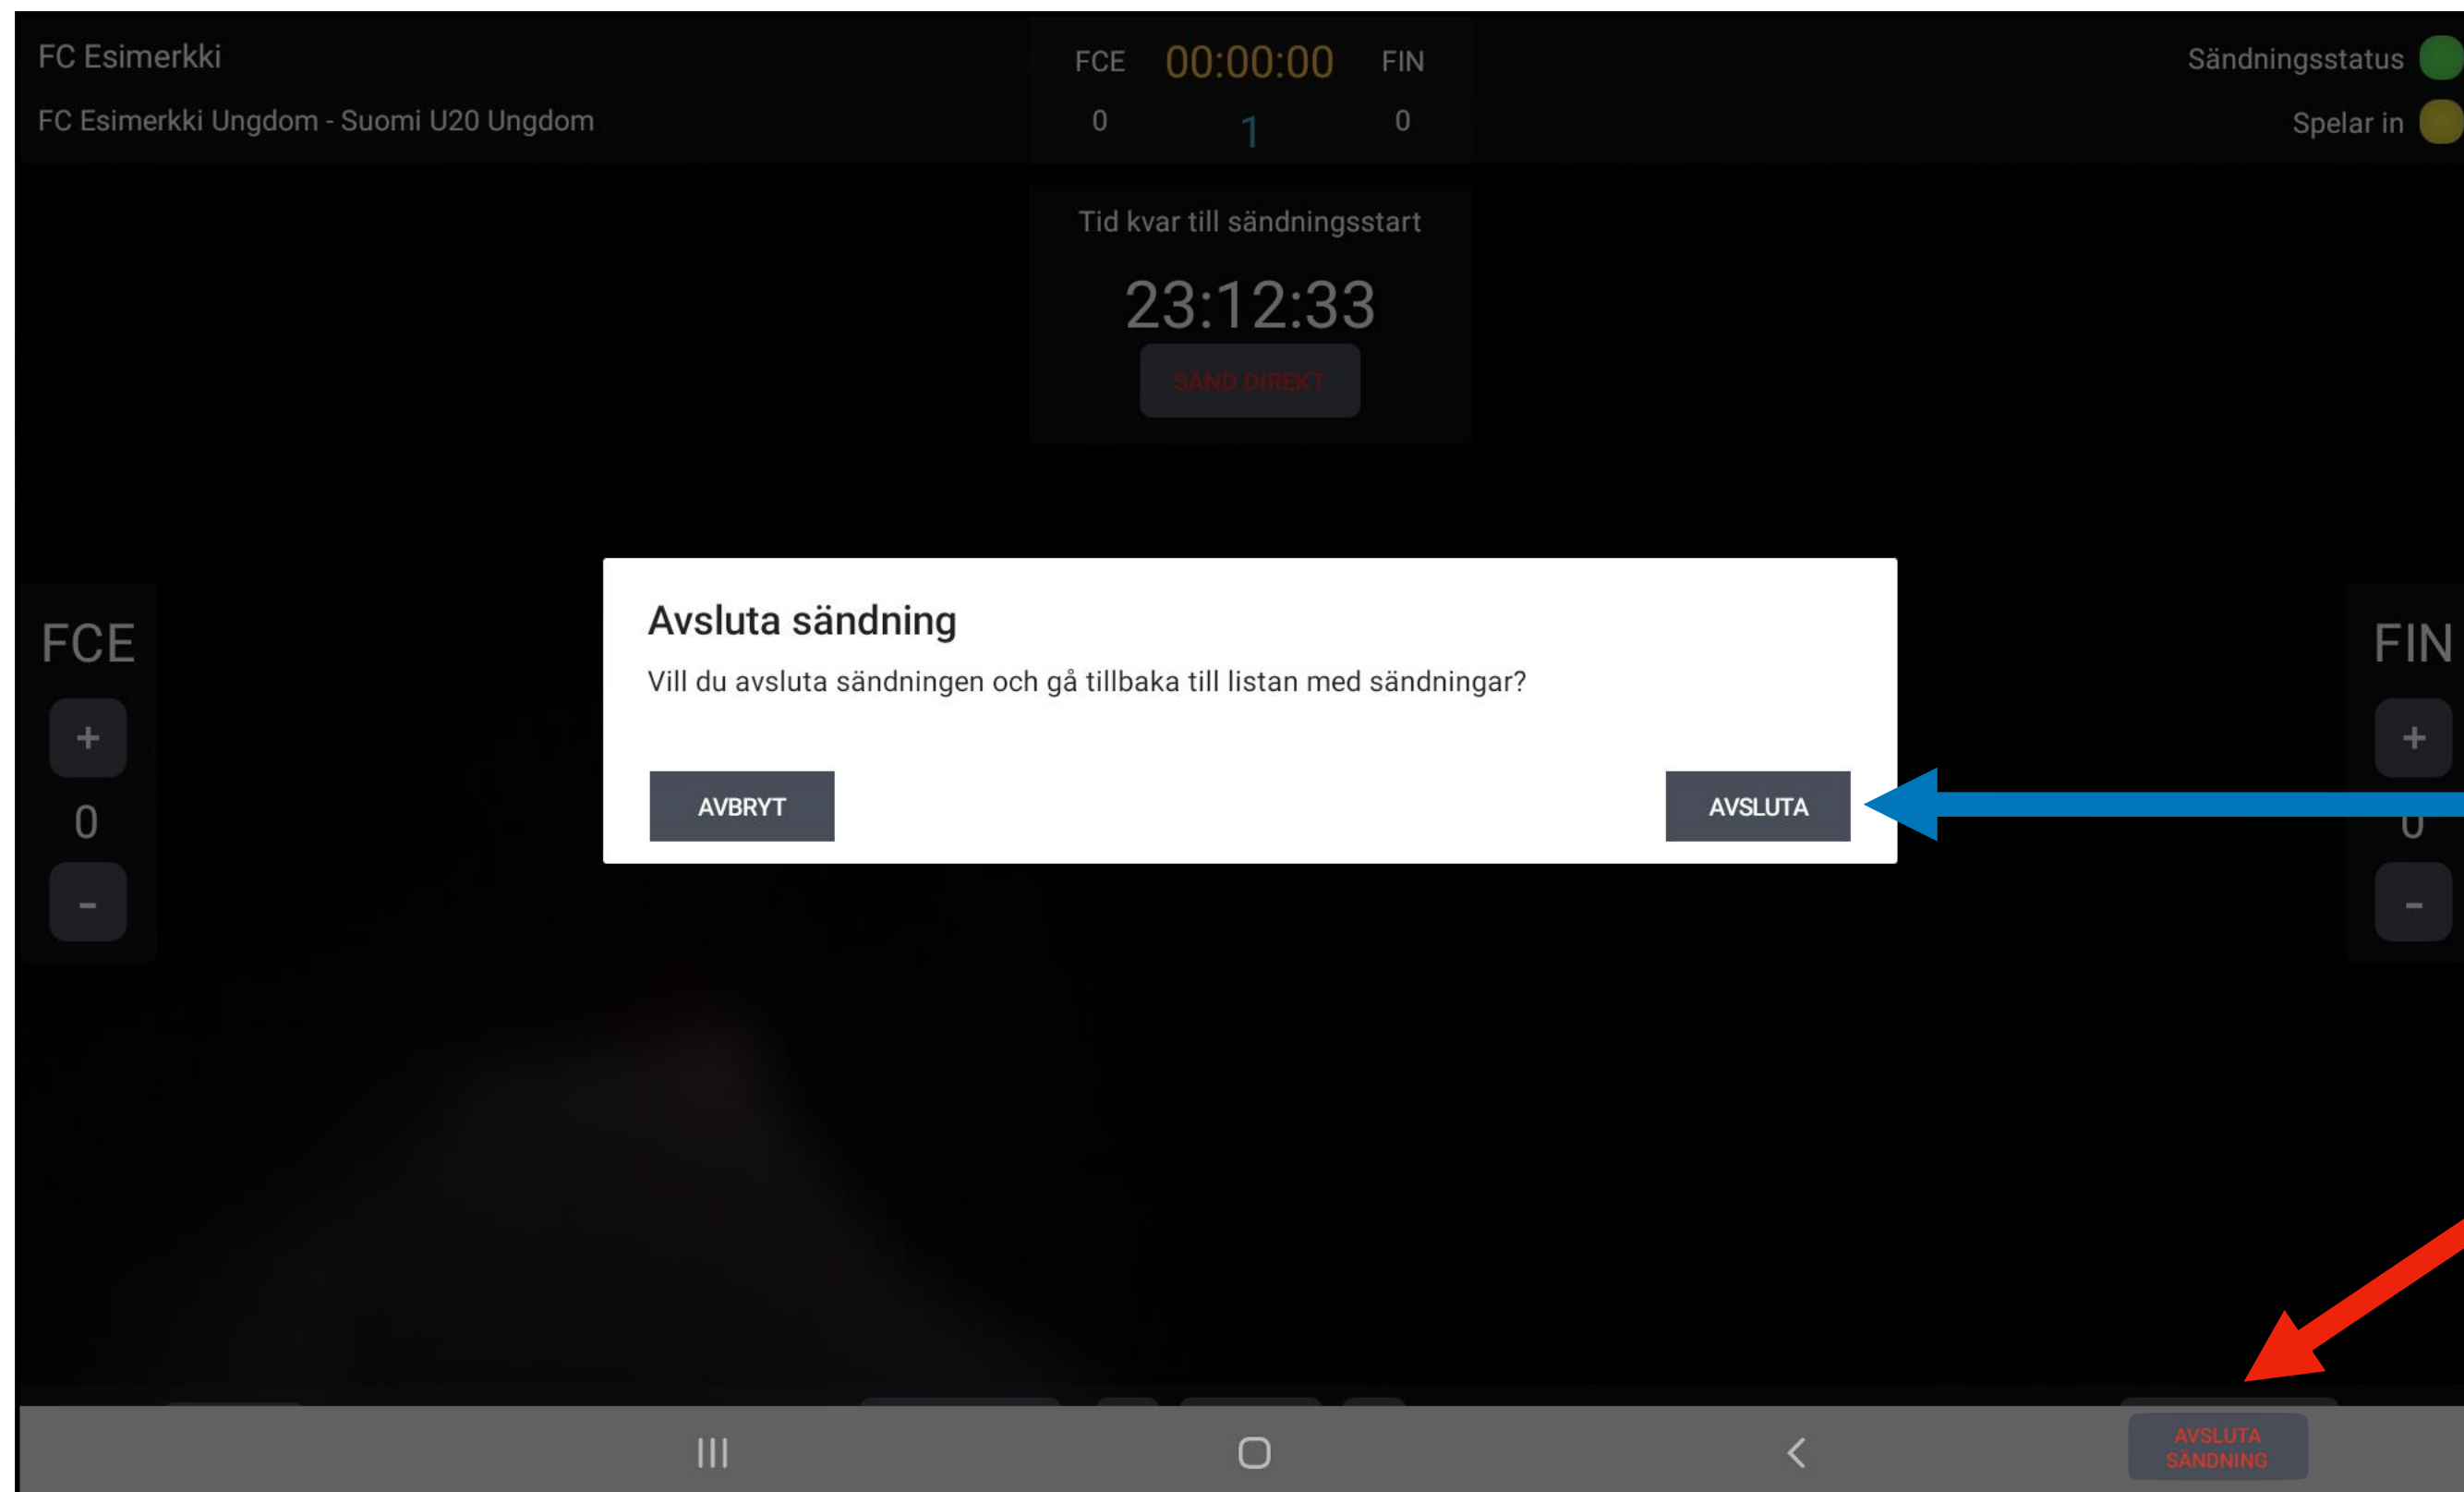 FC Esimerkki
FCE 00:00:00 FIN
Sändningsstatus
FC Esimerkki Ungdom - Suomi U20 Ungdom
0 1 0
Spelar in
Tid kvar till sändningsstart
23:12:33
SÄND DIREKT
Avsluta sändning
Vill du avsluta sändningen och gå tillbaka till listan med sändningar?
AVBRYT
AVSLUTA
FCE
+
0
-
FIN
+
0
-
AVSLUTA
SÄNDNING